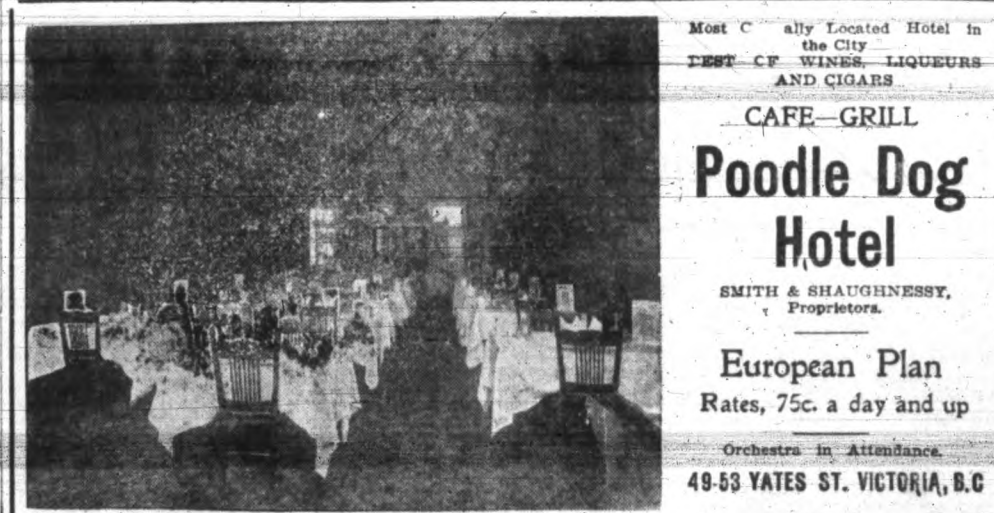 Most C ally Located Hotel in
the City
BEST OF WINES, LIQUEURS
AND CIGARS
CAFE—GRILL
Poodle Dog
Hotel
SMITH & SHAUGHNESSY,
Proprietors.
European Plan
Rates, 75c. a day and up
Orchestra in Attendance.
49-53 YATES ST. VICTORIA, B.C